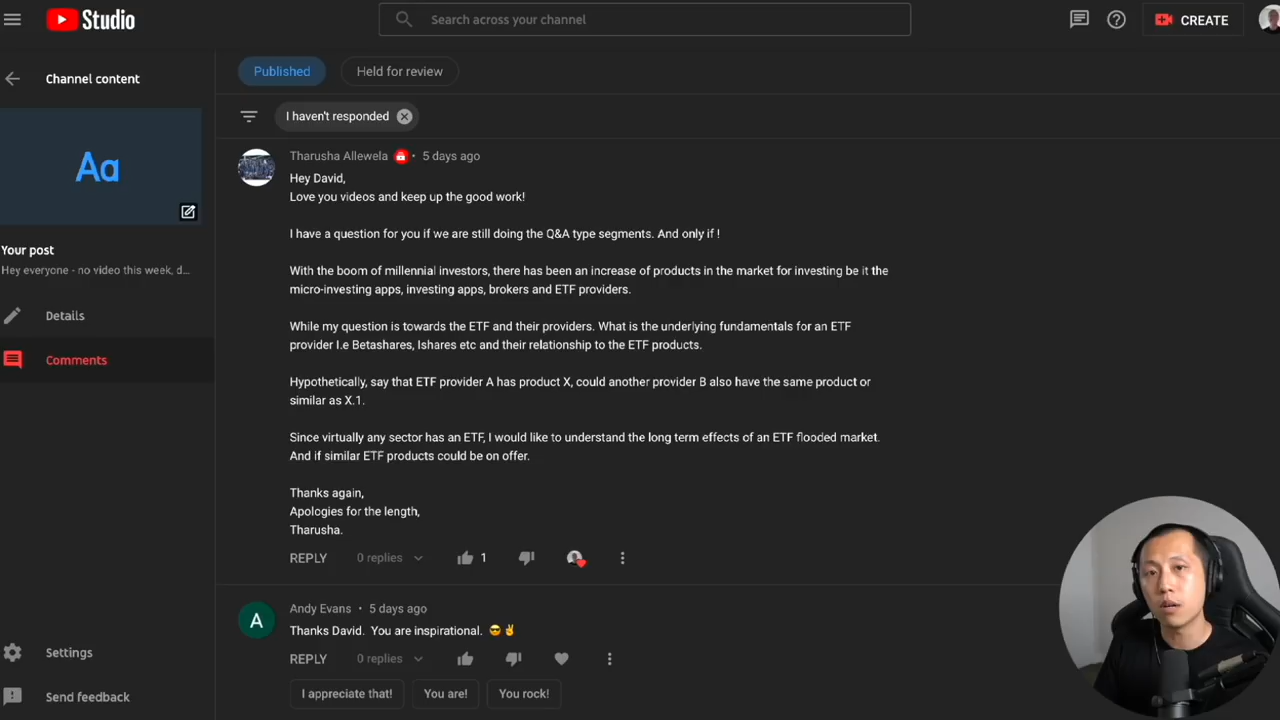 Studio
Search across your channel
CREATE
Channel content
Published
Held for review
I haven't responded
Aa
Your post
Hey everyone - no video this week, d...
Details
Comments
Settings
Send feedback
Tharusha Allewela • 5 days ago
Hey David,
Love you videos and keep up the good work!
I have a question for you if we are still doing the Q&A type segments. And only if !
With the boom of millennial investors, there has been an increase of products in the market for investing be it the
micro-investing apps, investing apps, brokers and ETF providers.
While my question is towards the ETF and their providers. What is the underlying fundamentals for an ETF
provider I.e Betashares, Ishares etc and their relationship to the ETF products.
Hypothetically, say that ETF provider A has product X, could another provider B also have the same product or
similar as X.1.
Since virtually any sector has an ETF, I would like to understand the long term effects of an ETF flooded market.
And if similar ETF products could be on offer.
Thanks again,
Apologies for the length,
Tharusha.
REPLY 0 replies 1
A
Andy Evans • 5 days ago
Thanks David. You are inspirational. 😎✌
REPLY 0 replies
I appreciate that! You are! You rock!